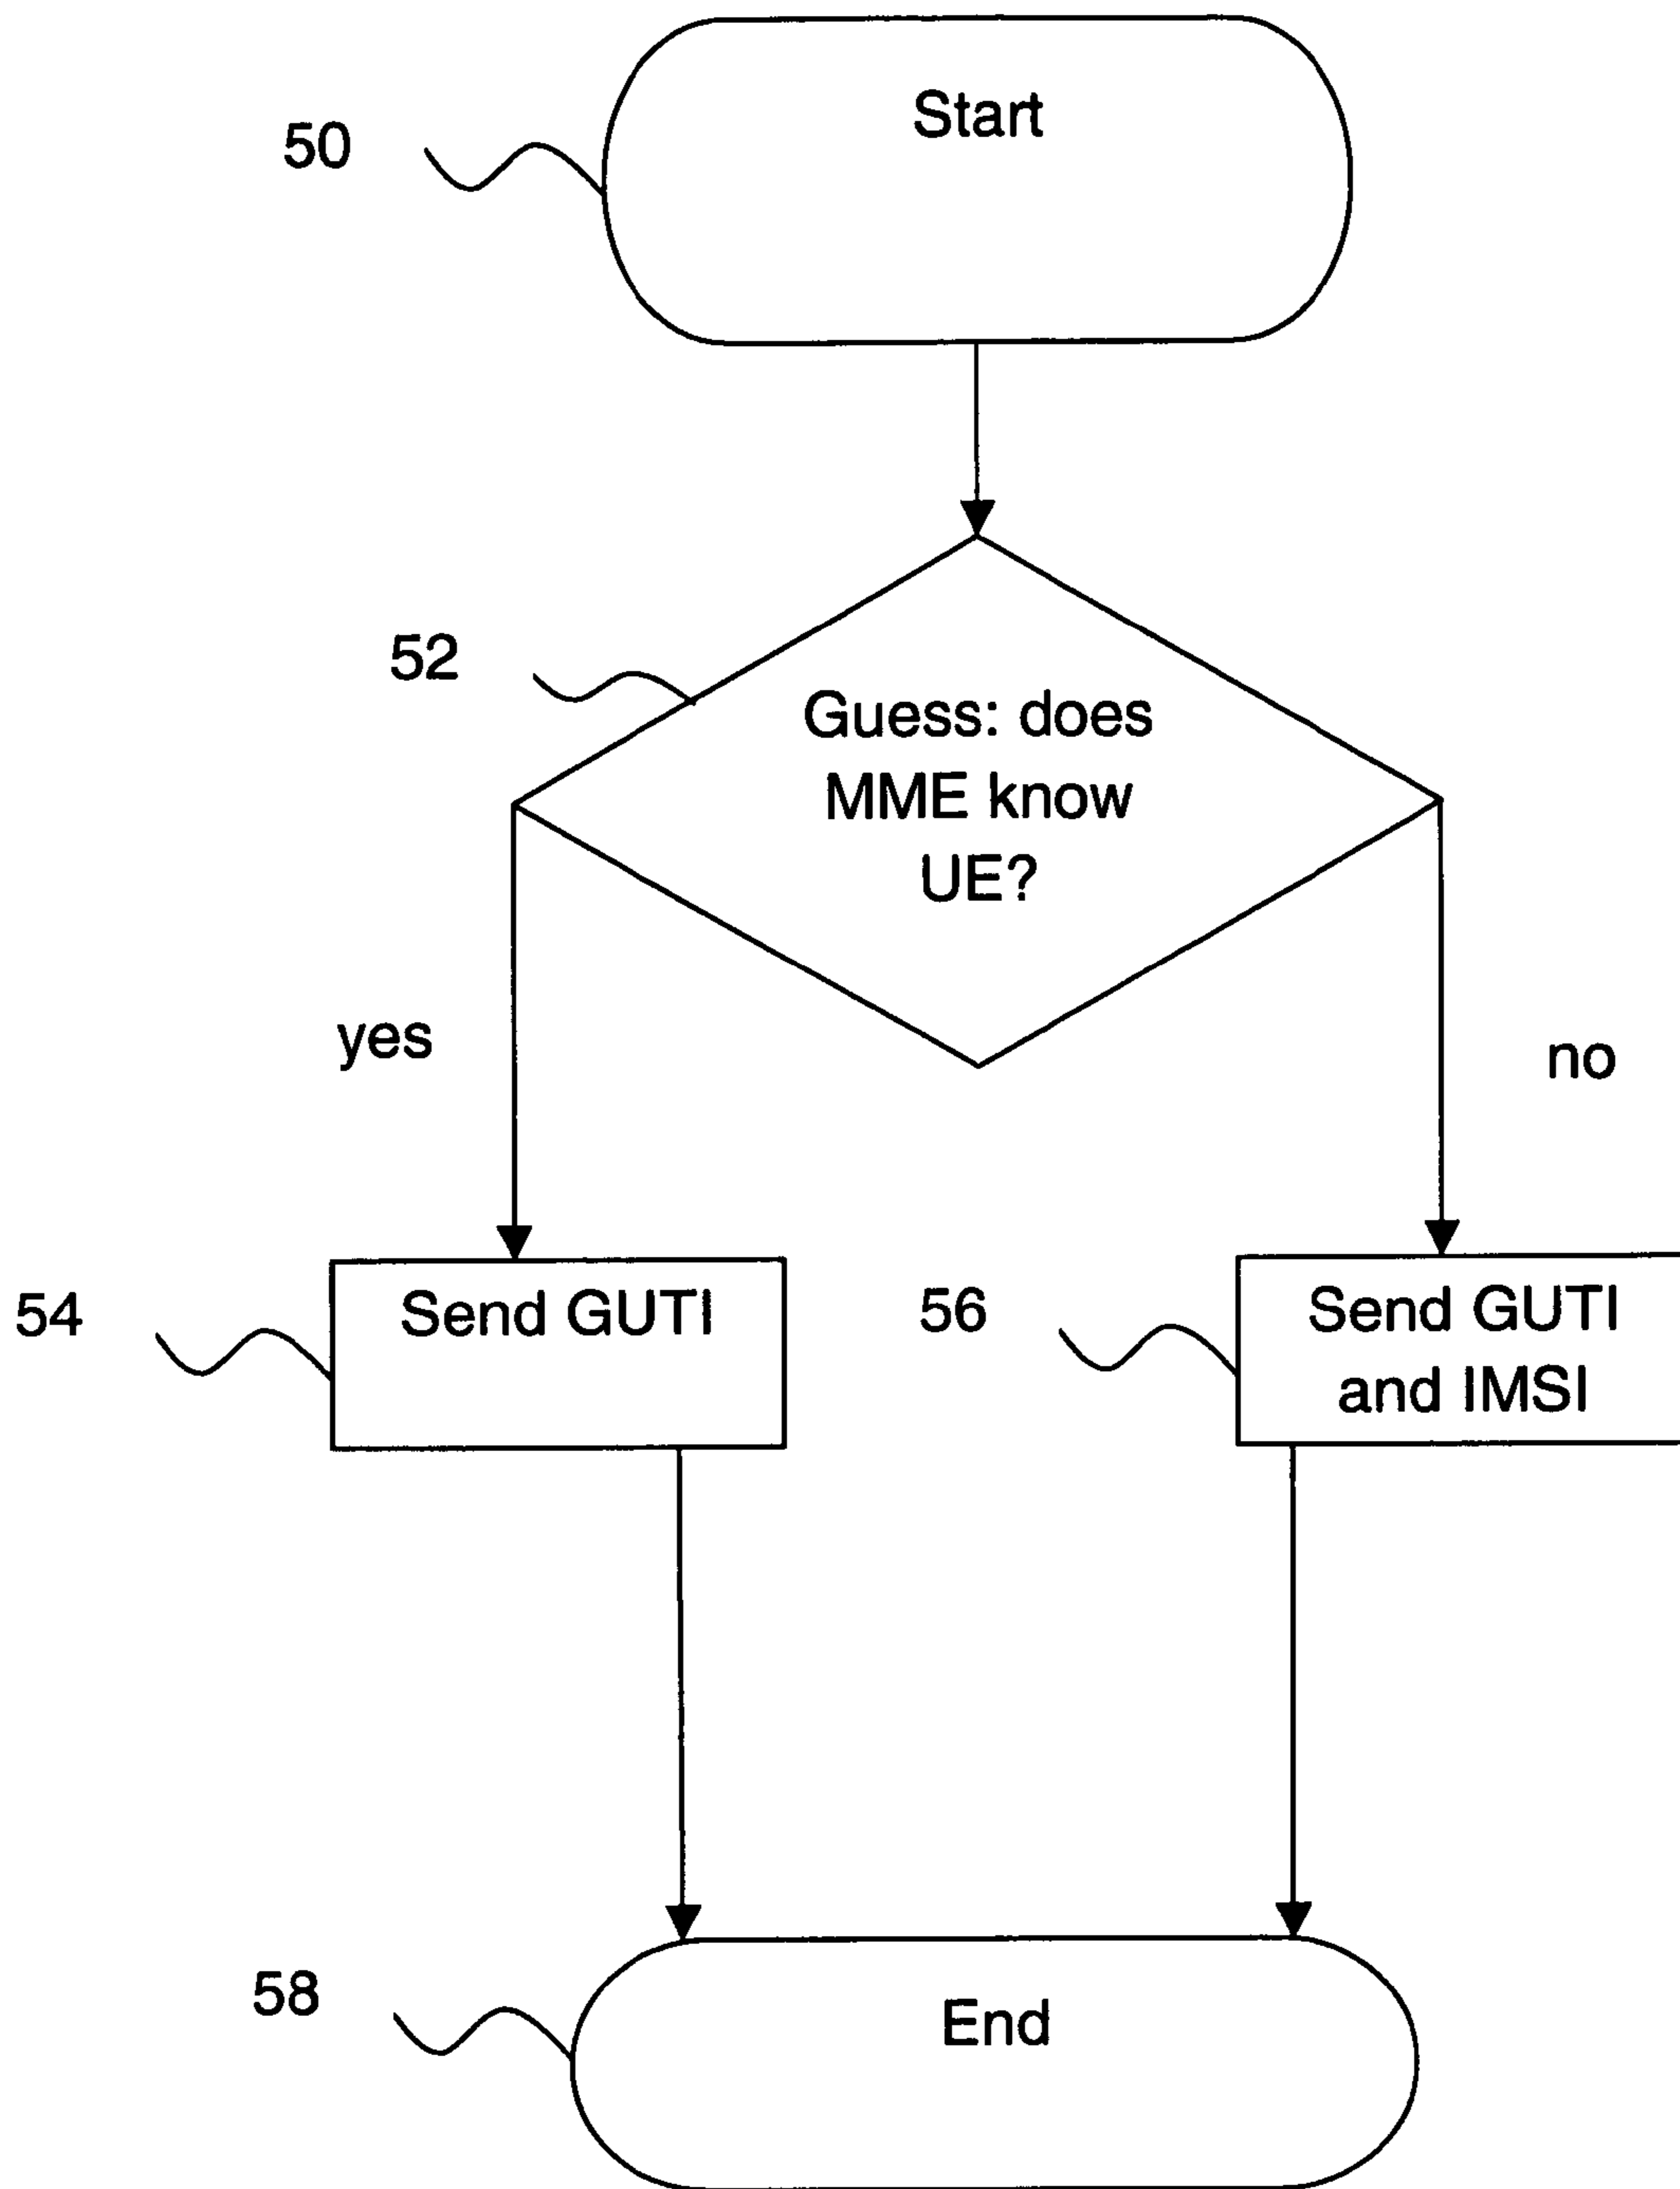 50
Start
52
Guess: does
MME know
UE?
yes
no
54
Send GUTI
56
Send GUTI
and IMSI
58
End